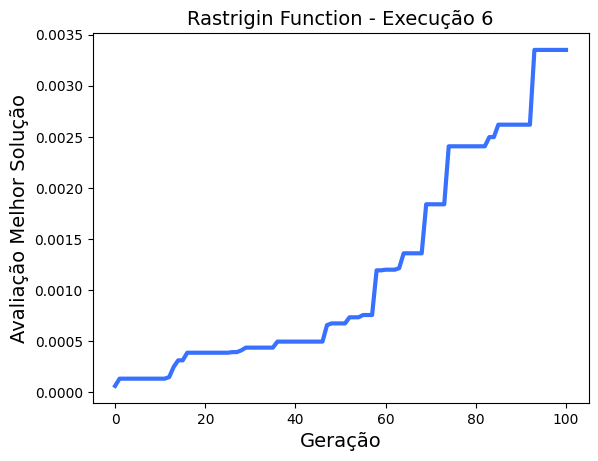 Rastrigin Function - Execução 6
Avaliação Melhor Solução
0.0035
0.0030
0.0025
0.0020
0.0015
0.0010
0.0005
0.0000
0 20 40 60 80 100
Geração